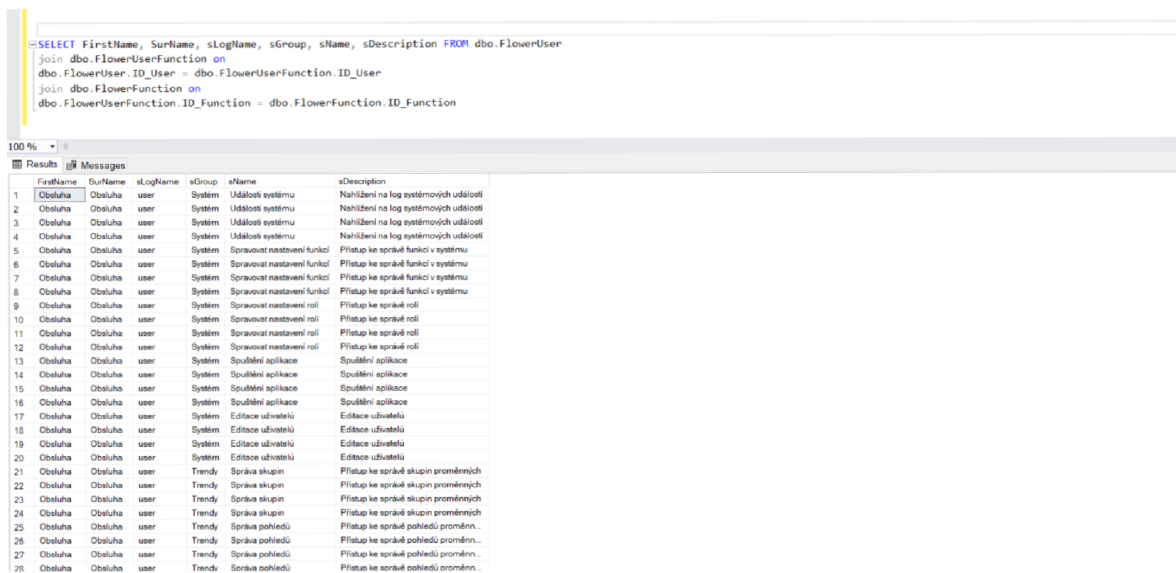 SELECT FirstName, SurName, sLogName, sGroup, sName, sDescription FROM dbo.FlowerUser
join dbo.FlowerUserFunction on
dbo.FlowerUser.ID_User = dbo.FlowerUserFunction.ID_User
join dbo.FlowerFunction on
dbo.FlowerUserFunction.ID_Function = dbo.FlowerFunction.ID_Function
100 %
Results Messages
FirstName SurName sLogName sGroup sName sDescription
1 Obsluha Obsluha user Systém Události systému Nahlížení na log systémových událostí
2 Obsluha Obsluha user Systém Události systému Nahlížení na log systémových událostí
3 Obsluha Obsluha user Systém Události systému Nahlížení na log systémových událostí
4 Obsluha Obsluha user Systém Události systému Nahlížení na log systémových událostí
5 Obsluha Obsluha user Systém Spravovat nastavení funkcí Přístup ke správě funkcí v systému
6 Obsluha Obsluha user Systém Spravovat nastavení funkcí Přístup ke správě funkcí v systému
7 Obsluha Obsluha user Systém Spravovat nastavení funkcí Přístup ke správě funkcí v systému
8 Obsluha Obsluha user Systém Spravovat nastavení funkcí Přístup ke správě funkcí v systému
9 Obsluha Obsluha user Systém Spravovat nastavení rolí Přístup ke správě rolí
10 Obsluha Obsluha user Systém Spravovat nastavení rolí Přístup ke správě rolí
11 Obsluha Obsluha user Systém Spravovat nastavení rolí Přístup ke správě rolí
12 Obsluha Obsluha user Systém Spravovat nastavení rolí Přístup ke správě rolí
13 Obsluha Obsluha user Systém Spuštění aplikace Spuštění aplikace
14 Obsluha Obsluha user Systém Spuštění aplikace Spuštění aplikace
15 Obsluha Obsluha user Systém Spuštění aplikace Spuštění aplikace
16 Obsluha Obsluha user Systém Spuštění aplikace Spuštění aplikace
17 Obsluha Obsluha user Systém Editace uživatelů Editace uživatelů
18 Obsluha Obsluha user Systém Editace uživatelů Editace uživatelů
19 Obsluha Obsluha user Systém Editace uživatelů Editace uživatelů
20 Obsluha Obsluha user Systém Editace uživatelů Editace uživatelů
21 Obsluha Obsluha user Trendy Správa skupin Přístup ke správě skupin proměnných
22 Obsluha Obsluha user Trendy Správa skupin Přístup ke správě skupin proměnných
23 Obsluha Obsluha user Trendy Správa skupin Přístup ke správě skupin proměnných
24 Obsluha Obsluha user Trendy Správa skupin Přístup ke správě skupin proměnných
25 Obsluha Obsluha user Trendy Správa pohledů Přístup ke správě pohledů proměnn...
26 Obsluha Obsluha user Trendy Správa pohledů Přístup ke správě pohledů proměnn...
27 Obsluha Obsluha user Trendy Správa pohledů Přístup ke správě pohledů proměnn...
28 Obsluha Obsluha user Trendy Správa pohledů Přístup ke správě pohledů proměnn...